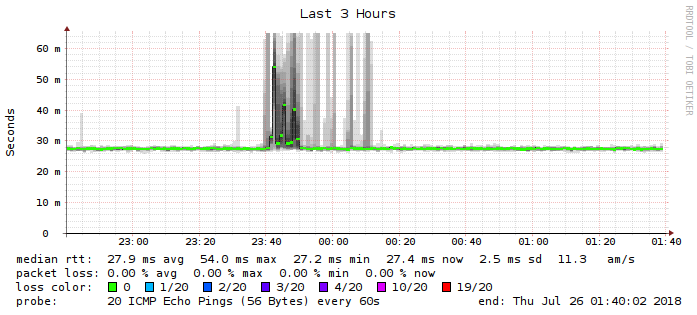 Last 3 Hours
RRDTOOL / TOBI OETIKER
Seconds
60 m
50 m
40 m
30 m
20 m
10 m
0
23:00 23:20 23:40 00:00 00:20 00:40 01:00 01:20 01:40
median rtt: 27.9 ms avg 54.0 ms max 27.2 ms min 27.4 ms now 2.5 ms sd 11.3 am/s
packet loss: 0.00 % avg 0.00 % max 0.00 % min 0.00 % now
loss color: 0 1/20 2/20 3/20 4/20 10/20 19/20
probe: 20 ICMP Echo Pings (56 Bytes) every 60s end: Thu Jul 26 01:40:02 2018